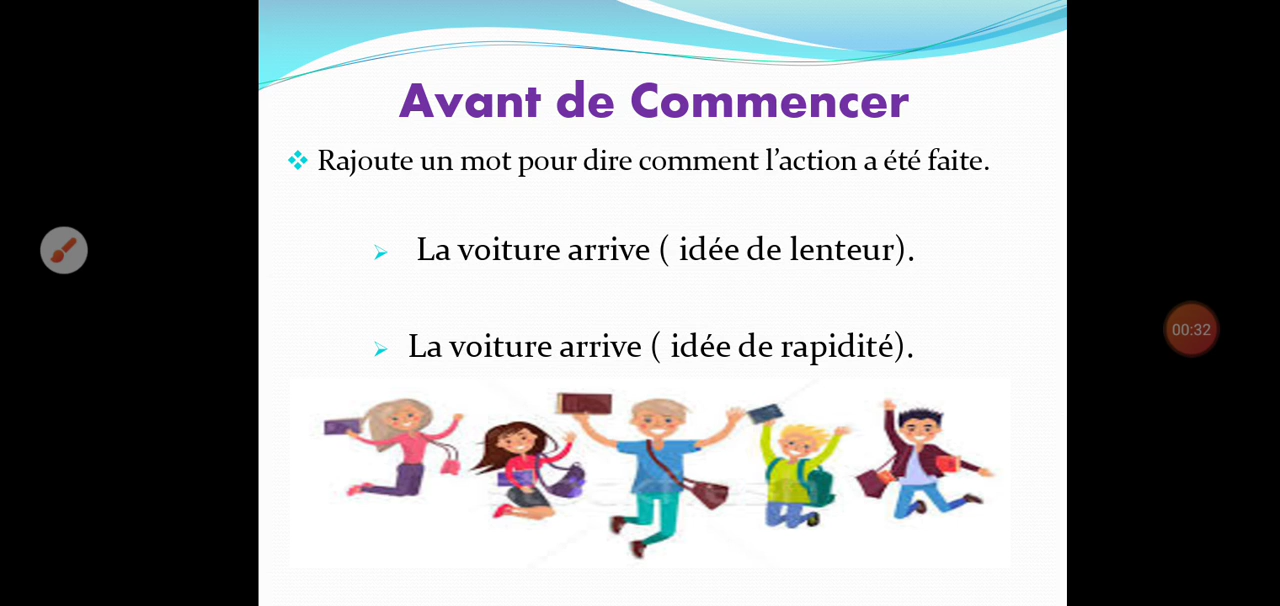 Avant de Commencer
Rajoute un mot pour dire comment l’action a été faite.
La voiture arrive ( idée de lenteur).
00:32
La voiture arrive ( idée de rapidité).